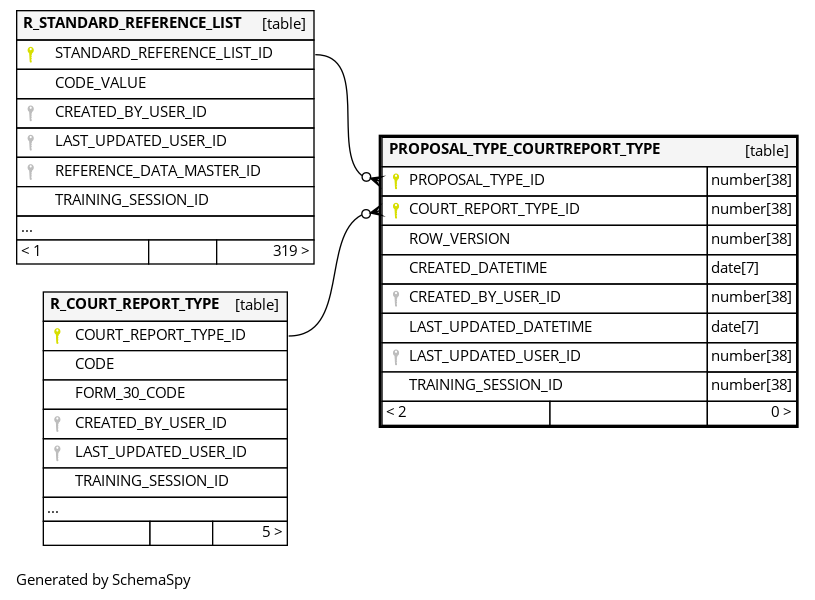 R_STANDARD_REFERENCE_LIST [table]
STANDARD_REFERENCE_LIST_ID
CODE_VALUE
CREATED_BY_USER_ID
LAST_UPDATED_USER_ID
REFERENCE_DATA_MASTER_ID
TRAINING_SESSION_ID
...
< 1 319 >
PROPOSAL_TYPE_COURTREPORT_TYPE [table]
PROPOSAL_TYPE_ID number[38]
COURT_REPORT_TYPE_ID number[38]
ROW_VERSION number[38]
CREATED_DATETIME date[7]
CREATED_BY_USER_ID number[38]
LAST_UPDATED_DATETIME date[7]
LAST_UPDATED_USER_ID number[38]
TRAINING_SESSION_ID number[38]
< 2 0 >
R_COURT_REPORT_TYPE [table]
COURT_REPORT_TYPE_ID
CODE
FORM_30_CODE
CREATED_BY_USER_ID
LAST_UPDATED_USER_ID
TRAINING_SESSION_ID
...
5 >
Generated by SchemaSpy